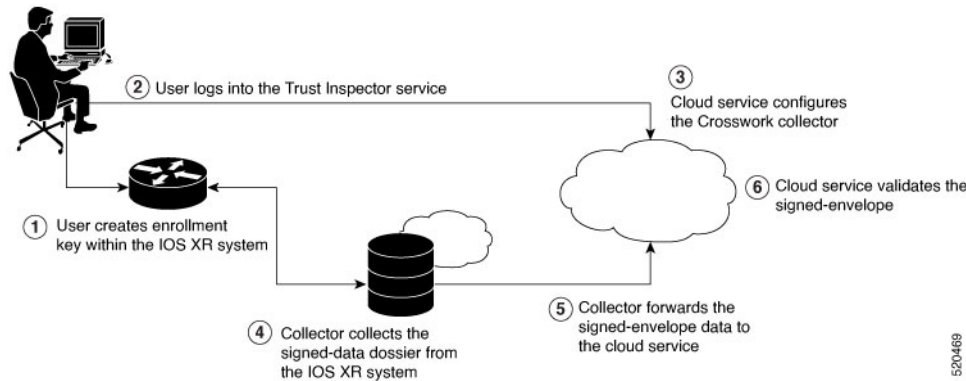 ① User creates enrollment
key within the IOS XR system
② User logs into the Trust Inspector service
③
Cloud service configures
the Crosswork collector
④ Collector collects the
signed-data dossier from
the IOS XR system
⑤ Collector forwards the
signed-envelope data to
the cloud service
⑥ Cloud service validates the
signed-envelope
520469